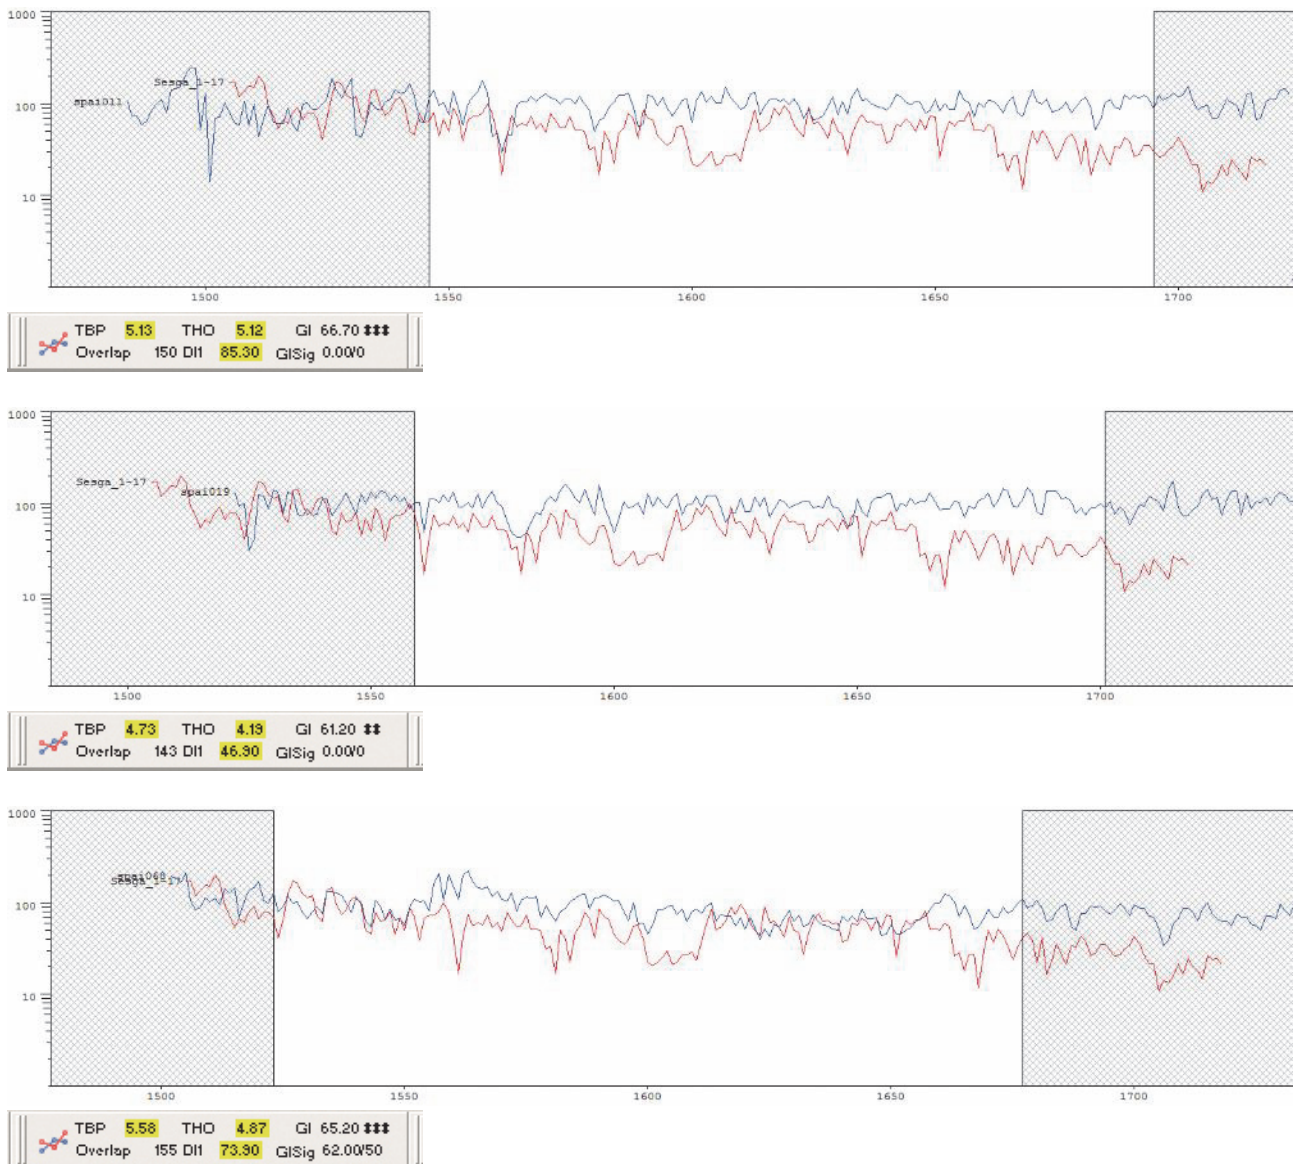 1000
Sesga_1-17
spai011
100
10
1500 1550 1600 1650 1700
TBP 5.13 THO 5.12 GI 66.70 ‡‡‡
Overlap 150 DI1 85.30 GISig 0.00/0
1000
Sesga_1-17
spai019
100
10
1500 1550 1600 1650 1700
TBP 4.73 THO 4.19 GI 61.20 ‡‡
Overlap 143 DI1 46.90 GISig 0.00/0
1000
spai068
Sesga_1-17
100
10
1500 1550 1600 1650 1700
TBP 5.58 THO 4.87 GI 65.20 ‡‡‡
Overlap 155 DI1 73.90 GISig 62.00/50